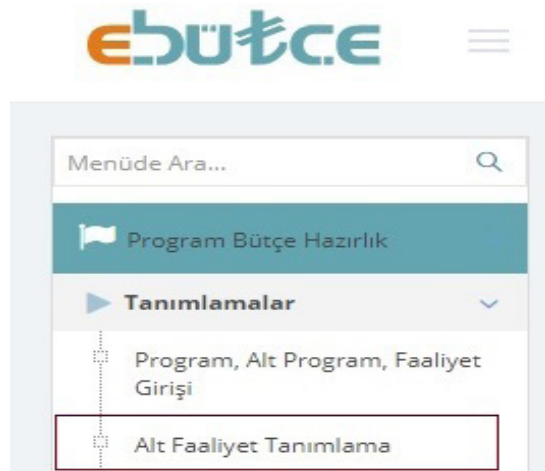 ebütçe
Menüde Ara...
Program Bütçe Hazırlık
Tanımlamalar
Program, Alt Program, Faaliyet
Girişi
Alt Faaliyet Tanımlama